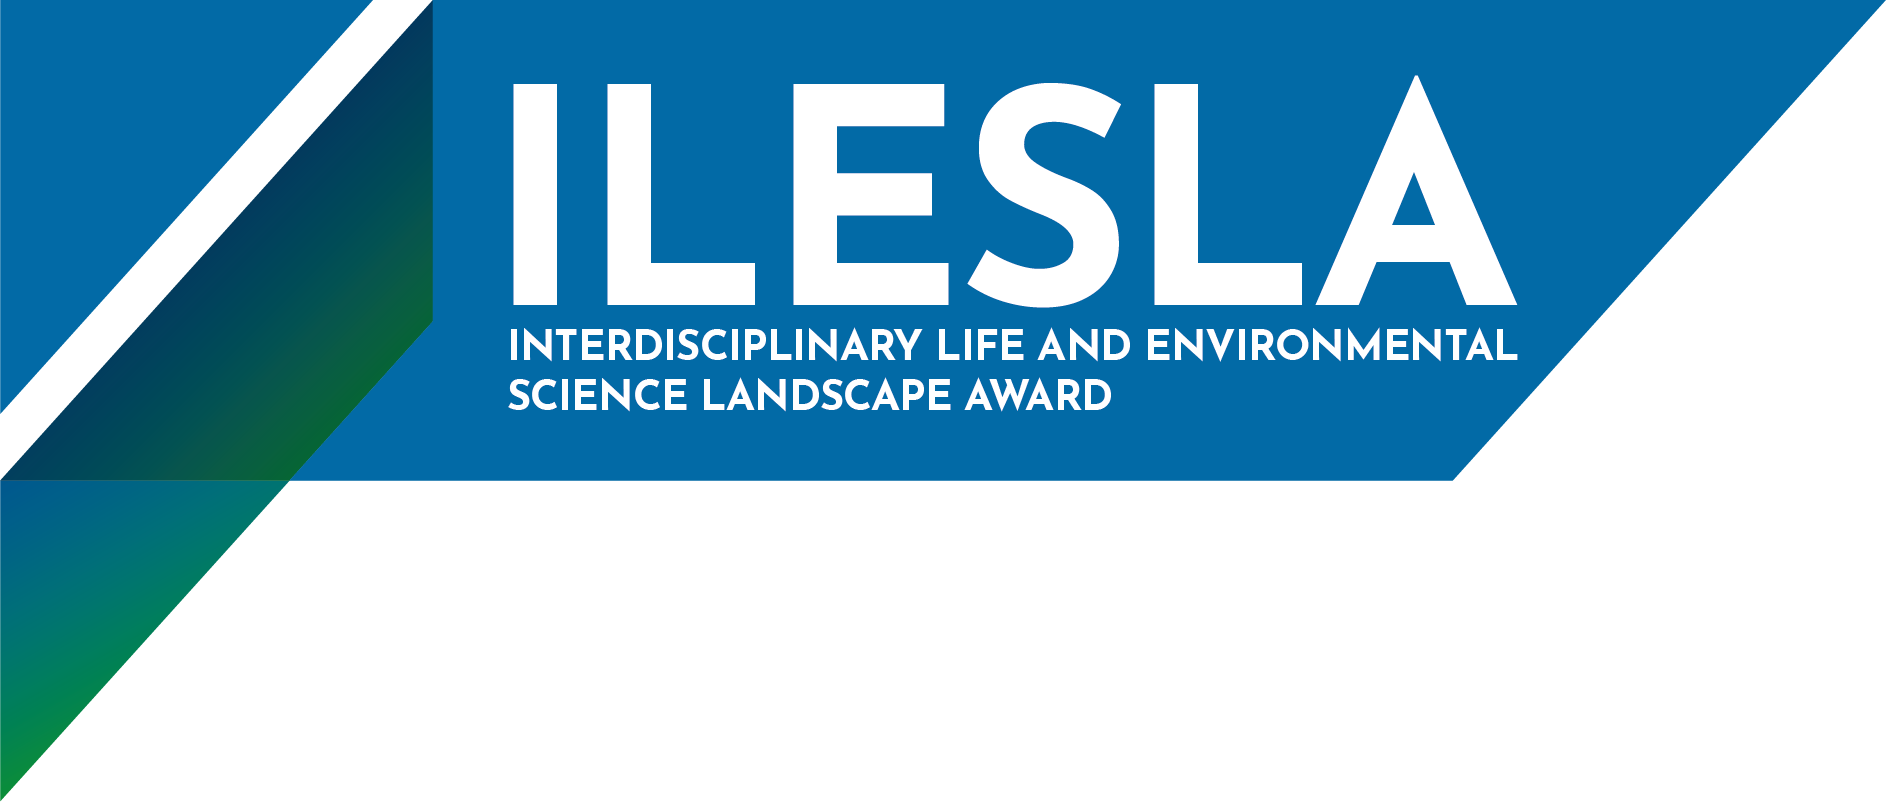 ILESLA
INTERDISCIPLINARY LIFE AND ENVIRONMENTAL
SCIENCE LANDSCAPE AWARD